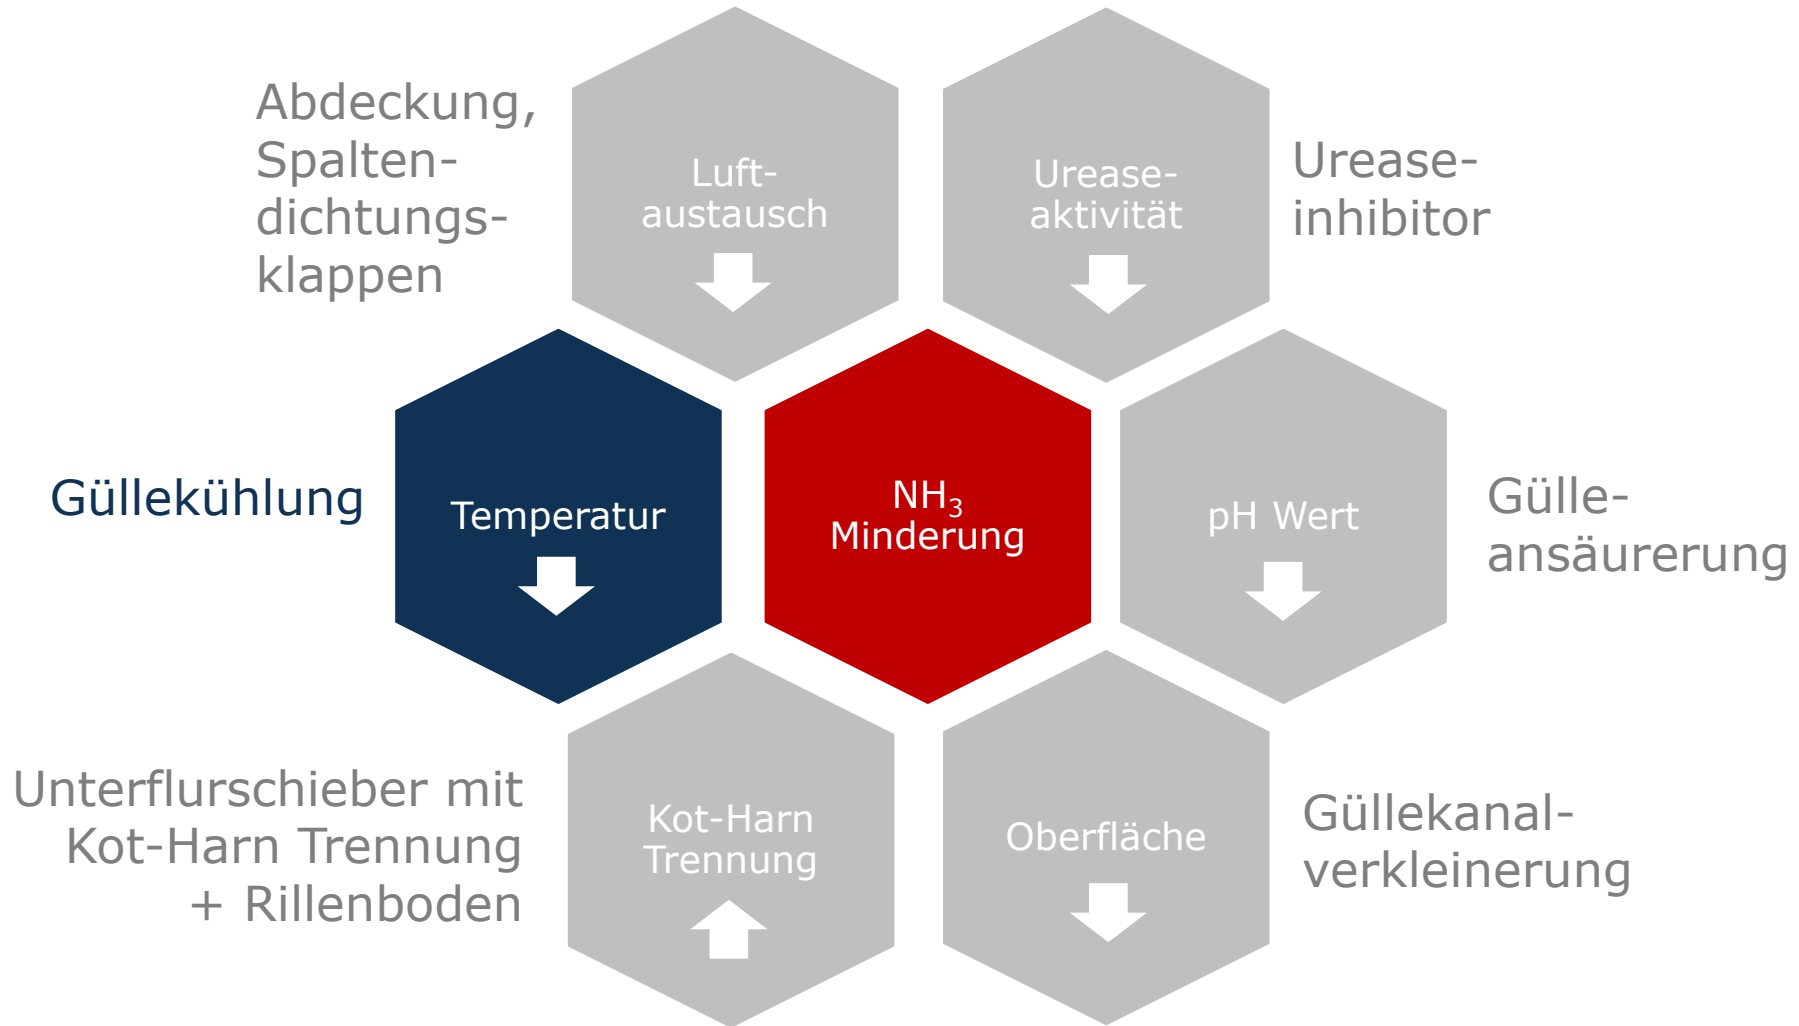 Abdeckung,
Spalten-
dichtungs-
klappen
Luft-
austausch
Urease-
aktivität
Urease-
inhibitor
Güllekühlung
Temperatur
NH₃
Minderung
pH Wert
Gülle-
ansäurerung
Unterflurschieber mit
Kot-Harn Trennung
+ Rillenboden
Kot-Harn
Trennung
Oberfläche
Güllekanal-
verkleinerung